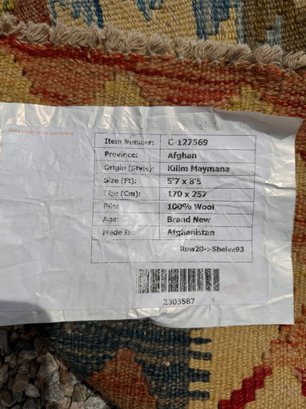 Item Number: C-127569
Province: Afghan
Origin (Style): Kilim Maymana
Size (Ft): 5'7 x 8'5
Size (Cm): 170 x 257
Pile: 100% Wool
Age: Brand New
Made In: Afghanistan
Row20->Shelve93
2303587